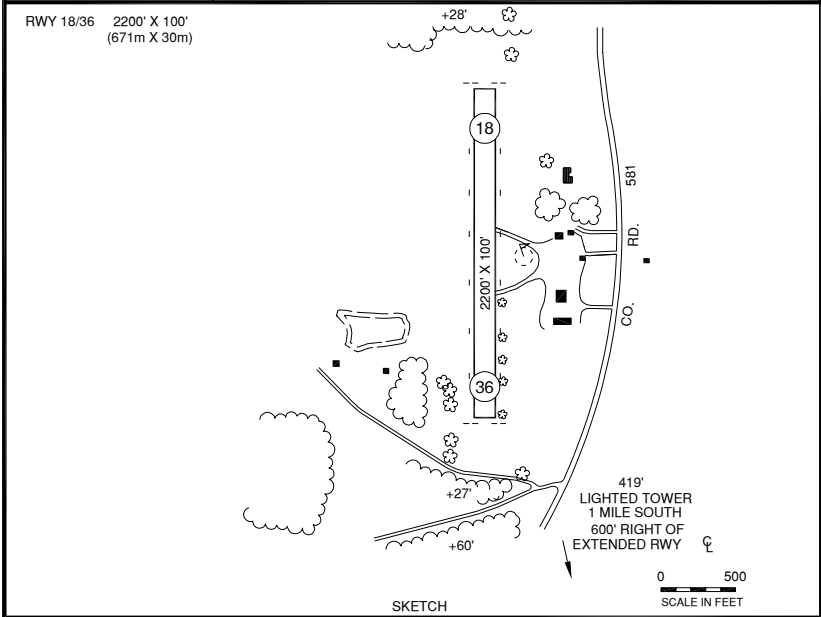 RWY 18/36 2200' X 100'
(671m X 30m)
+28'
18
581
RD.
CO.
2200' X 100'
36
+27'
+60'
419'
LIGHTED TOWER
1 MILE SOUTH
600' RIGHT OF
EXTENDED RWY ℄
0 500
SCALE IN FEET
SKETCH